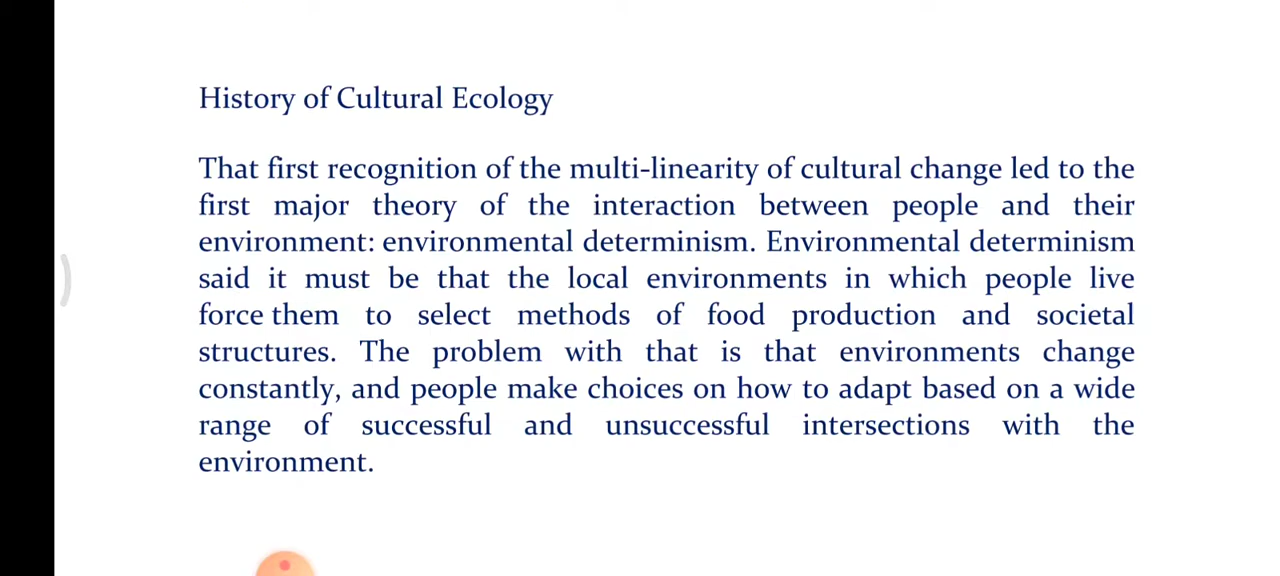 History of Cultural Ecology
That first recognition of the multi-linearity of cultural change led to the
first major theory of the interaction between people and their
environment: environmental determinism. Environmental determinism
said it must be that the local environments in which people live
force them to select methods of food production and societal
structures. The problem with that is that environments change
constantly, and people make choices on how to adapt based on a wide
range of successful and unsuccessful intersections with the
environment.